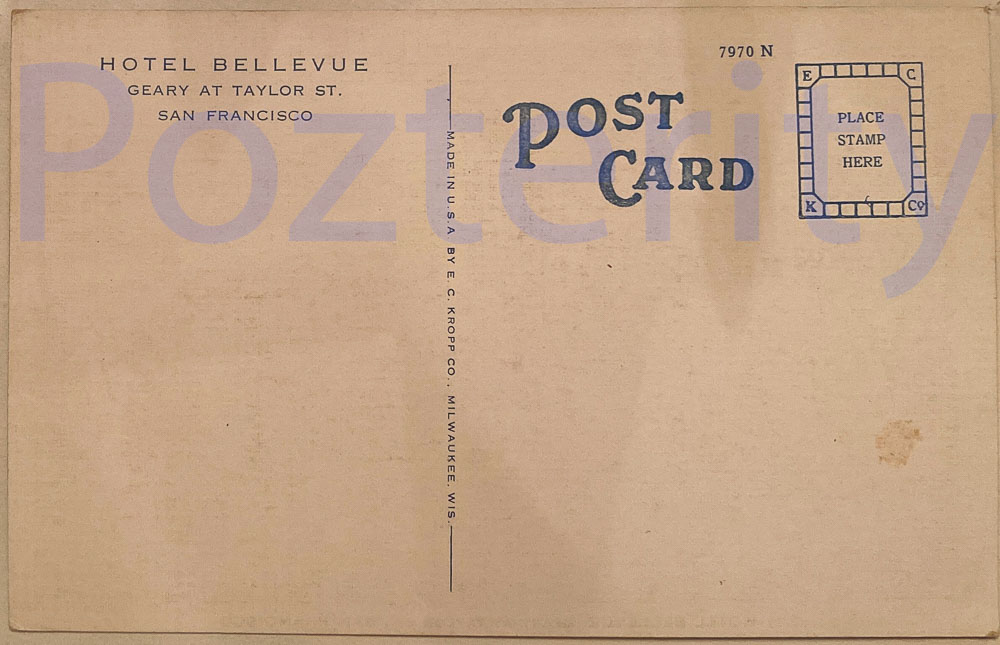 HOTEL BELLEVUE
GEARY AT TAYLOR ST.
SAN FRANCISCO
MADE IN U.S.A. BY E. C. KROPP CO., MILWAUKEE, WIS.
7970 N
POST
CARD
E C
PLACE
STAMP
HERE
K Co
Pozterity